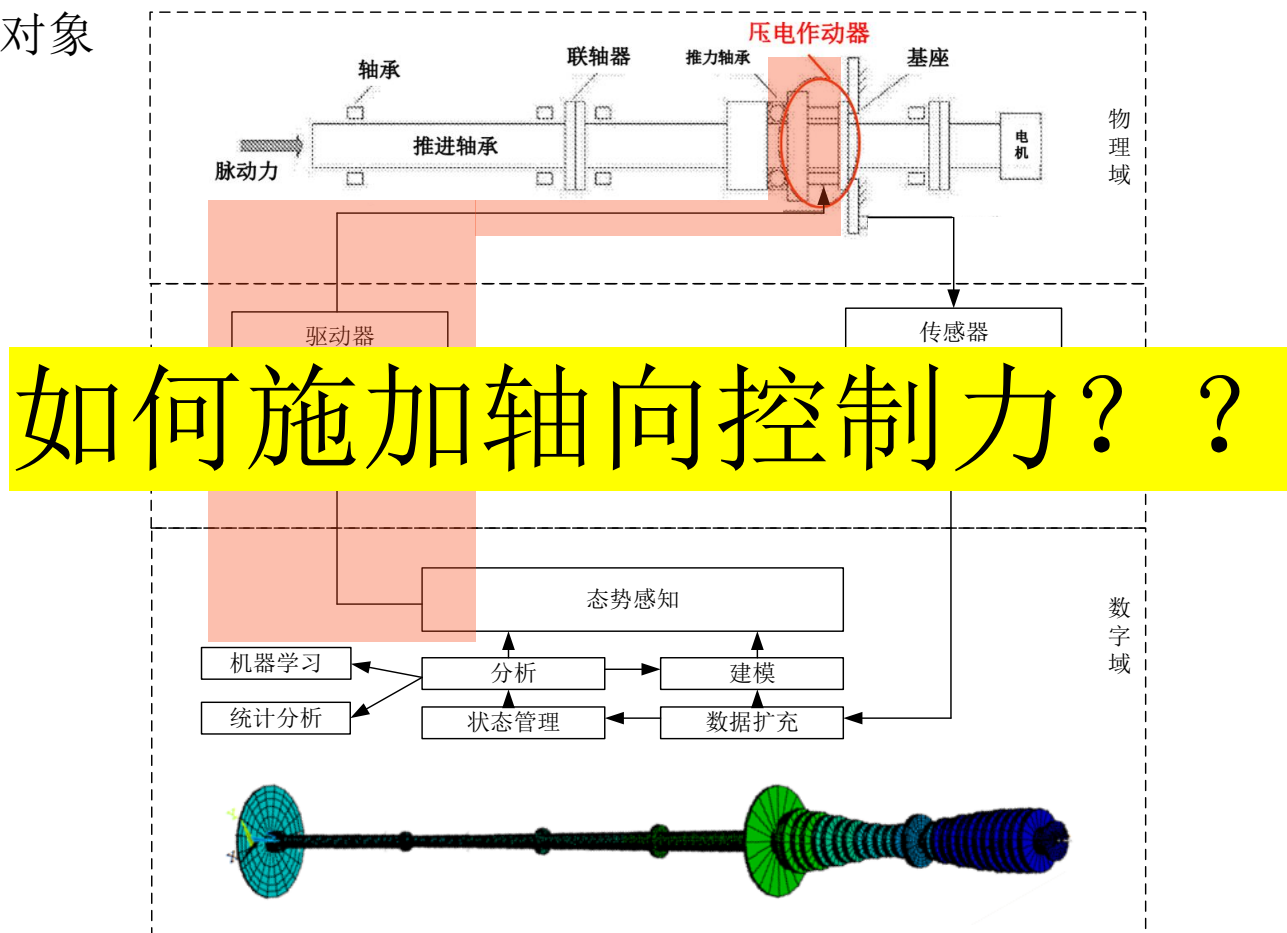 对象
压电作动器
联轴器
推力轴承
基座
轴承
物理域
推进轴承
电机
脉动力
驱动器
传感器
如何施加轴向控制力？？
态势感知
数字域
机器学习
分析
建模
统计分析
状态管理
数据扩充